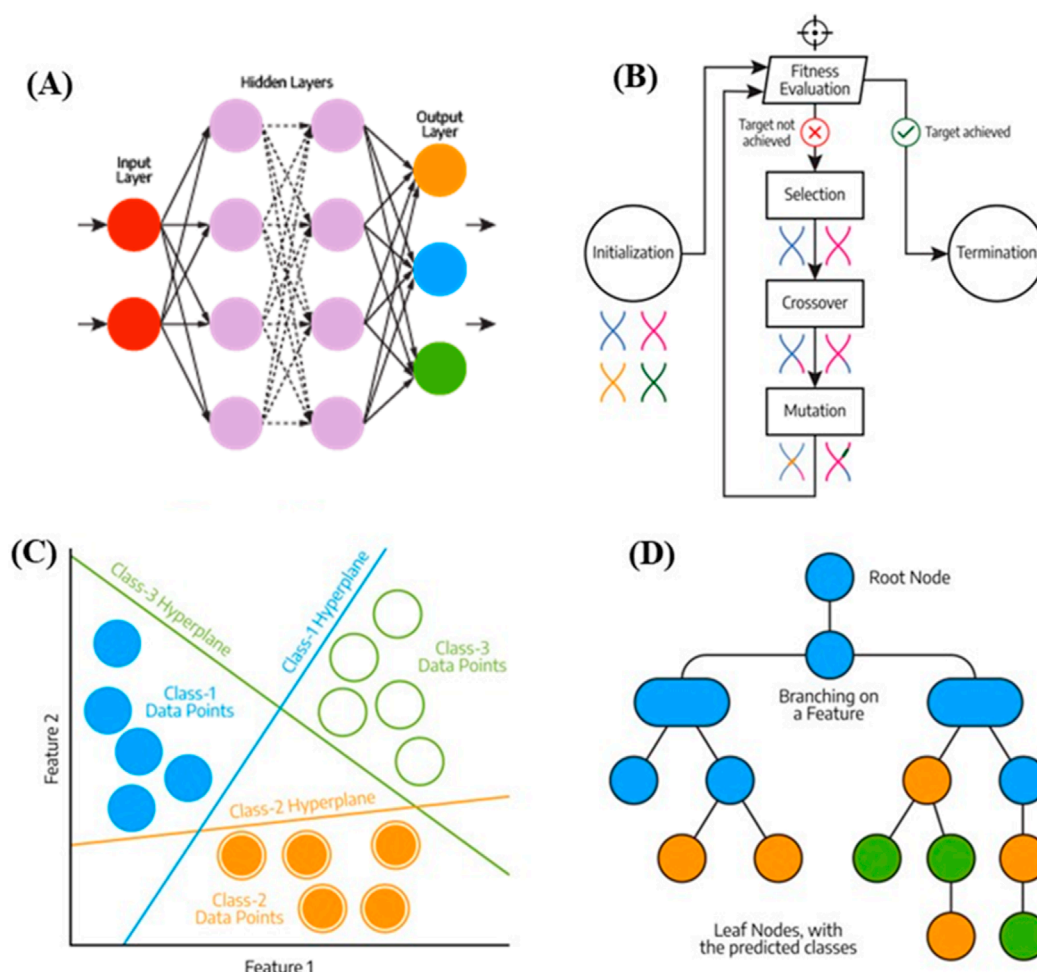 (A)
Hidden Layers
Output
Layer
Input
Layer
(B)
Fitness
Evaluation
Target not
achieved
Target achieved
Selection
Initialization
Termination
Crossover
Mutation
(C)
Class-3 Hyperplane
Class-1 Hyperplane
Class-3
Data Points
Class-1
Data Points
Feature 2
Class-2 Hyperplane
Class-2
Data Points
Feature 1
(D)
Root Node
Branching on
a Feature
Leaf Nodes, with
the predicted classes